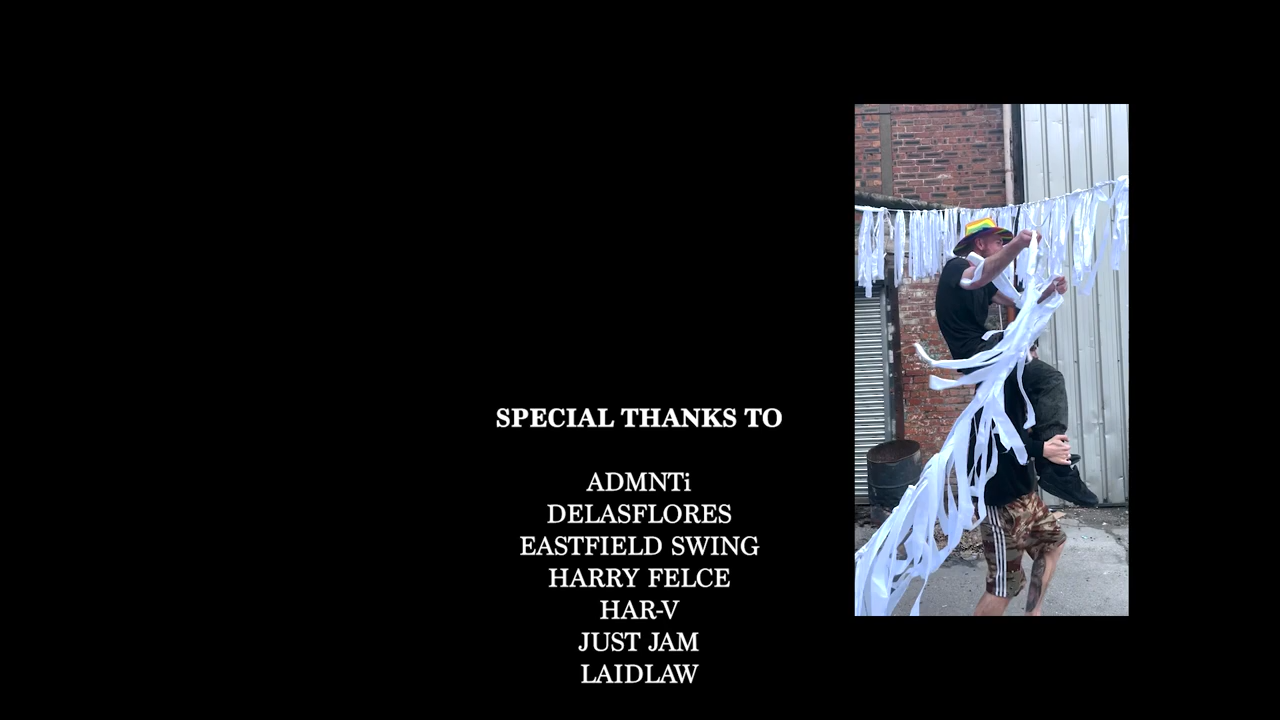 SPECIAL THANKS TO
ADMNTi
DELASFLORES
EASTFIELD SWING
HARRY FELCE
HAR-V
JUST JAM
LAIDLAW